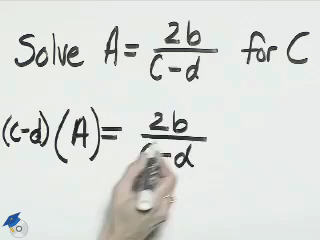 Solve A = 2b / (C-d) for C
(c-d)(A) = 2b / (C-d)